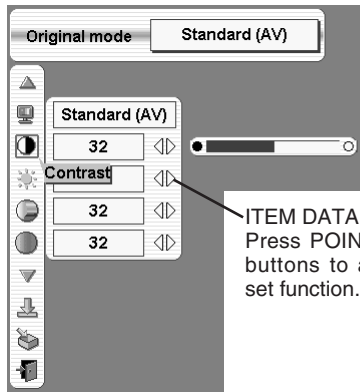 Original mode Standard (AV)
Standard (AV)
32
Contrast
32
32
ITEM DATA
Press POIN
buttons to a
set function.